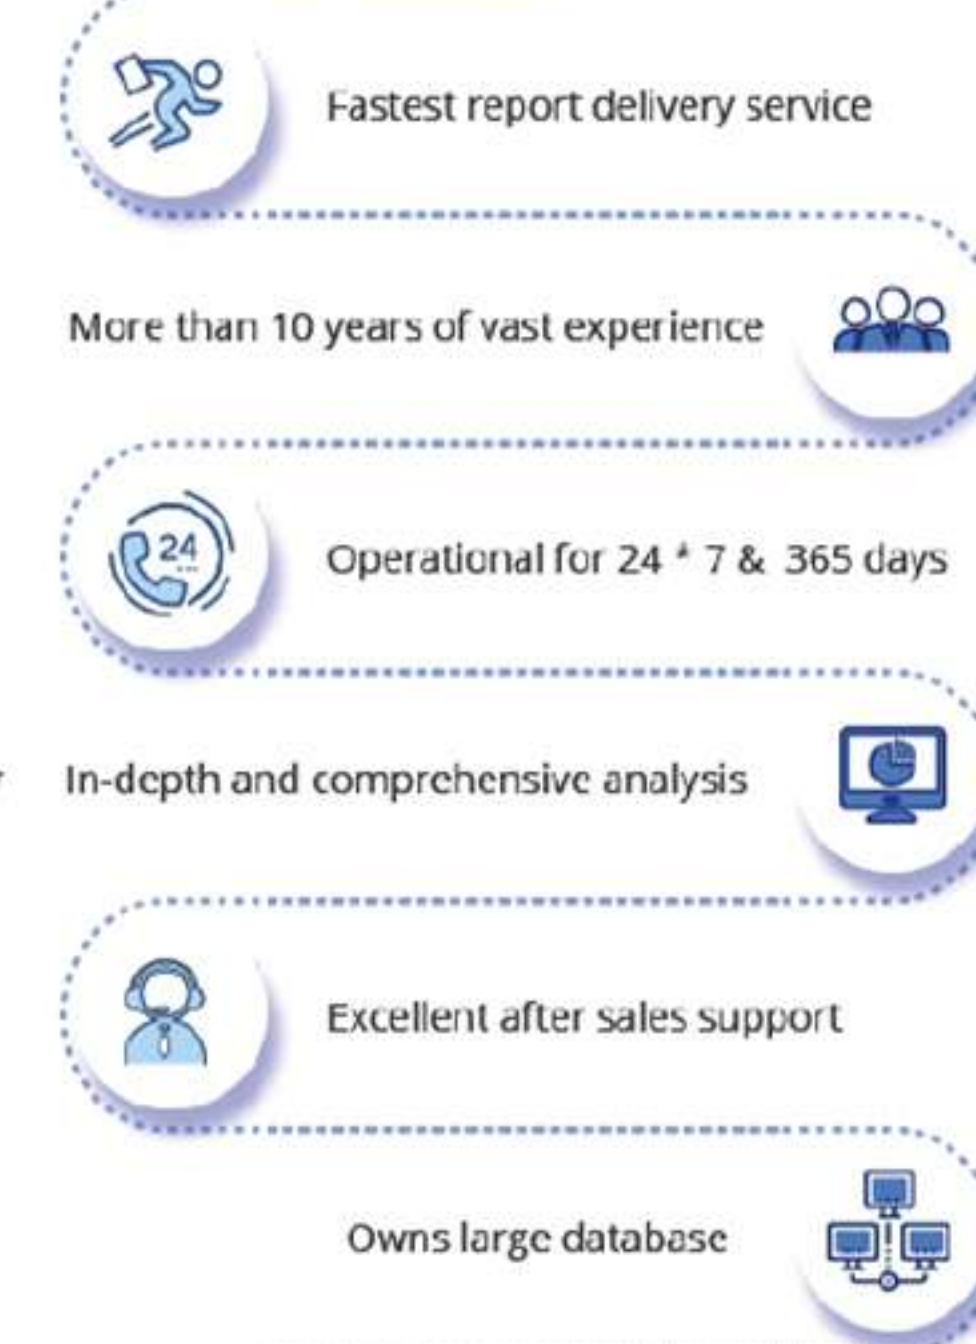 Fastest report delivery service
More than 10 years of vast experience
24
Operational for 24 * 7 & 365 days
In-depth and comprehensive analysis
Excellent after sales support
Owns large database